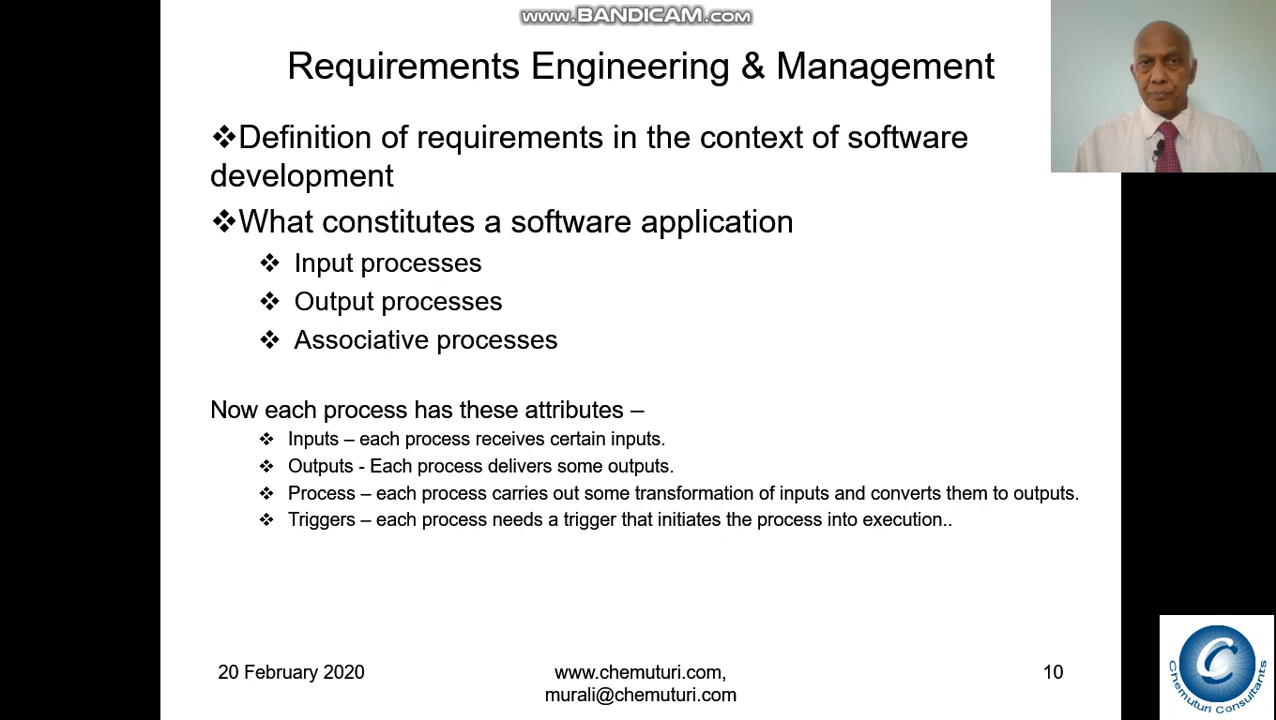 www.BANDICAM.com
Requirements Engineering & Management
❖Definition of requirements in the context of software
development
❖What constitutes a software application
❖ Input processes
❖ Output processes
❖ Associative processes
Now each process has these attributes –
❖ Inputs – each process receives certain inputs.
❖ Outputs - Each process delivers some outputs.
❖ Process – each process carries out some transformation of inputs and converts them to outputs.
❖ Triggers – each process needs a trigger that initiates the process into execution..
20 February 2020
www.chemuturi.com,
murali@chemuturi.com
10
C
Chemuturi Consultants